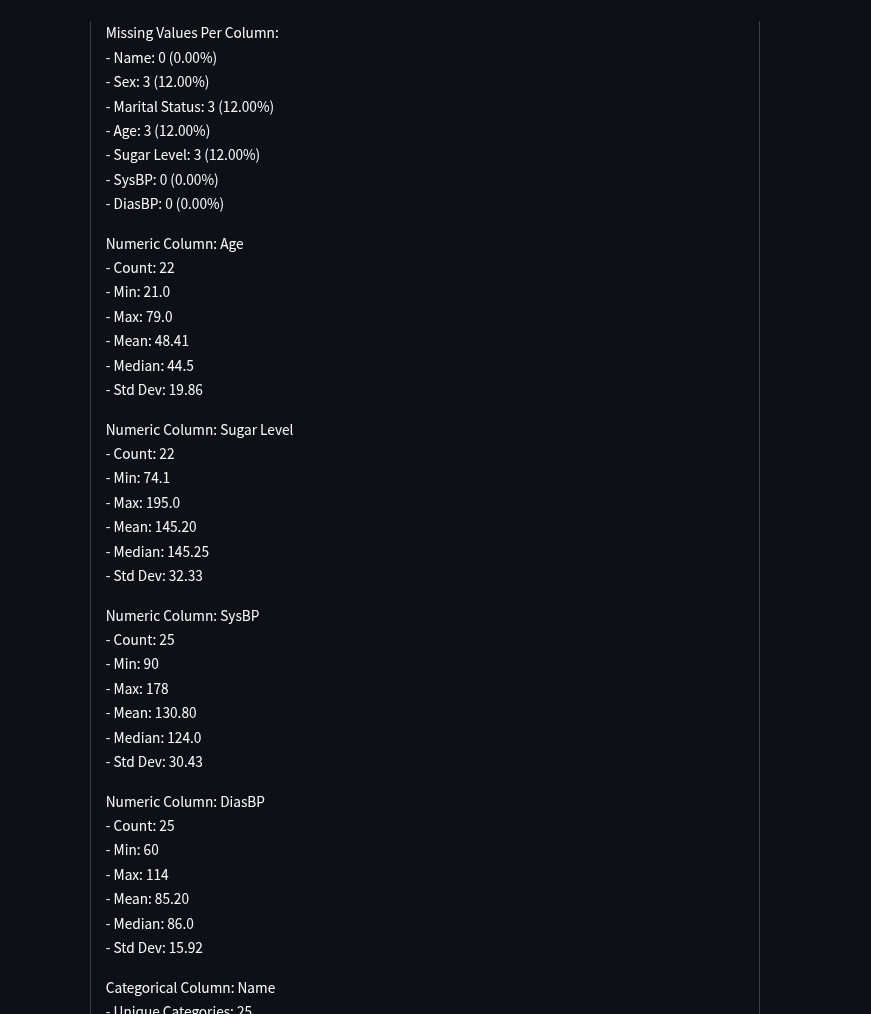 Missing Values Per Column:
- Name: 0 (0.00%)
- Sex: 3 (12.00%)
- Marital Status: 3 (12.00%)
- Age: 3 (12.00%)
- Sugar Level: 3 (12.00%)
- SysBP: 0 (0.00%)
- DiasBP: 0 (0.00%)
Numeric Column: Age
- Count: 22
- Min: 21.0
- Max: 79.0
- Mean: 48.41
- Median: 44.5
- Std Dev: 19.86
Numeric Column: Sugar Level
- Count: 22
- Min: 74.1
- Max: 195.0
- Mean: 145.20
- Median: 145.25
- Std Dev: 32.33
Numeric Column: SysBP
- Count: 25
- Min: 90
- Max: 178
- Mean: 130.80
- Median: 124.0
- Std Dev: 30.43
Numeric Column: DiasBP
- Count: 25
- Min: 60
- Max: 114
- Mean: 85.20
- Median: 86.0
- Std Dev: 15.92
Categorical Column: Name
- Unique Categories: 25